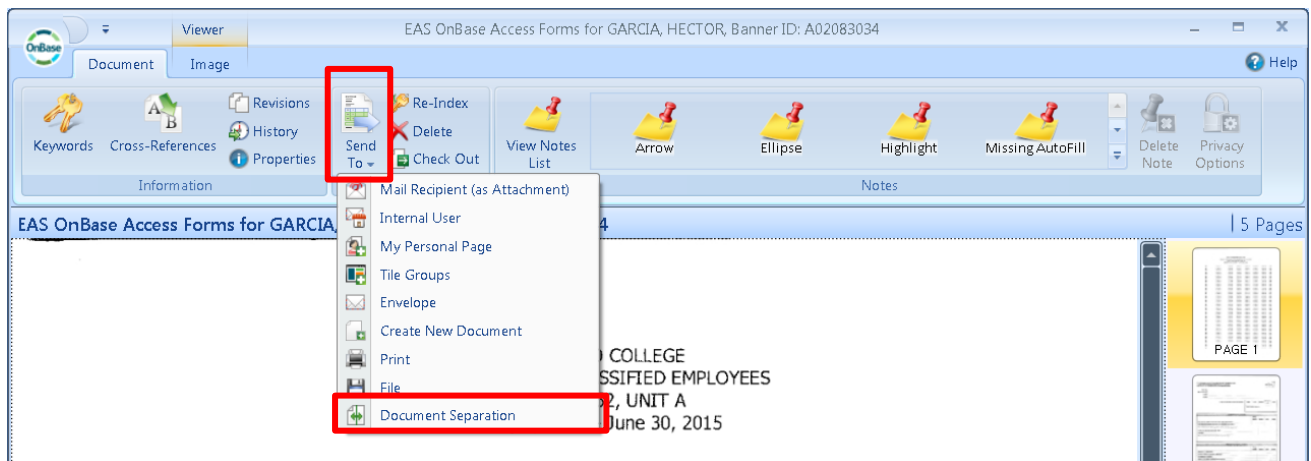 OnBase
Viewer
EAS OnBase Access Forms for GARCIA, HECTOR, Banner ID: A02083034
Document Image
Help
Keywords
Cross-References
Revisions
History
Properties
Information
Send To
Re-Index
Delete
Check Out
View Notes List
Arrow
Ellipse
Highlight
Missing AutoFill
Delete Note
Privacy Options
Notes
EAS OnBase Access Forms for GARCIA, 4
5 Pages
Mail Recipient (as Attachment)
Internal User
My Personal Page
Tile Groups
Envelope
Create New Document
Print
File
Document Separation
COLLEGE
SSIFIED EMPLOYEES
2, UNIT A
June 30, 2015
PAGE 1